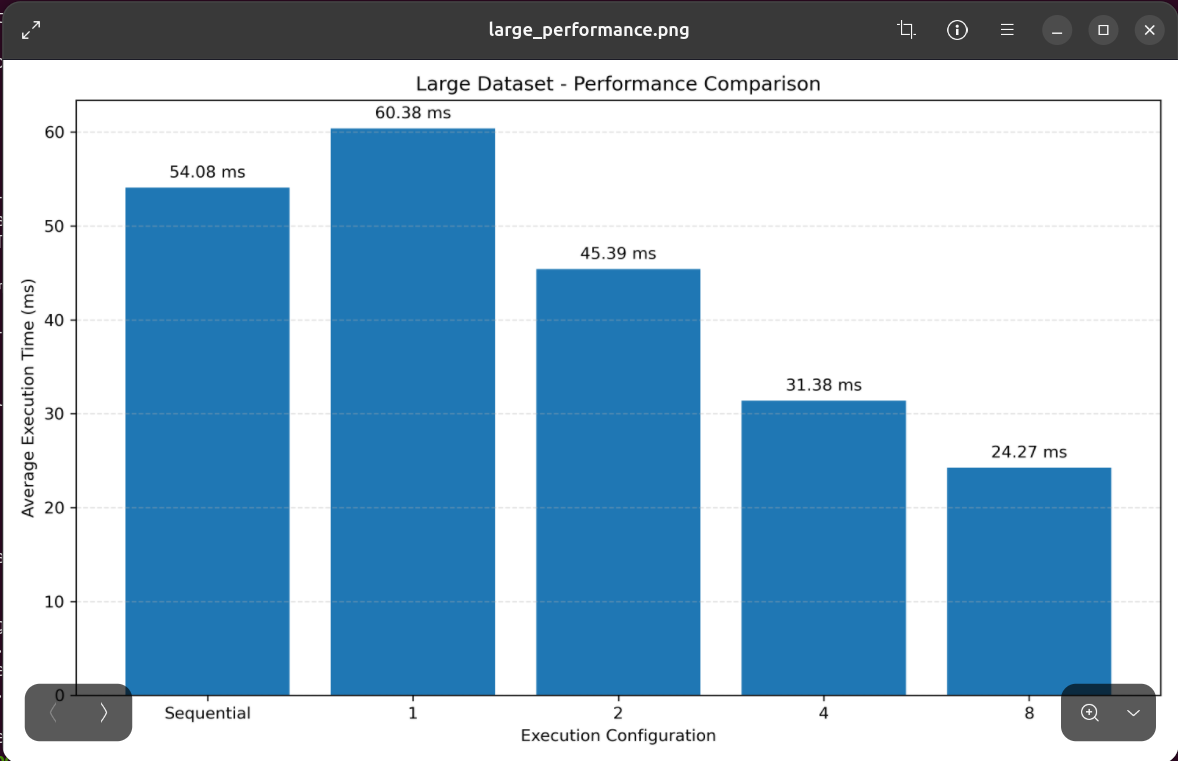 large_performance.png
Large Dataset - Performance Comparison
60.38 ms
60
54.08 ms
50
45.39 ms
40
31.38 ms
30
24.27 ms
20
10
0
Average Execution Time (ms)
Sequential 1 2 4 8
Execution Configuration